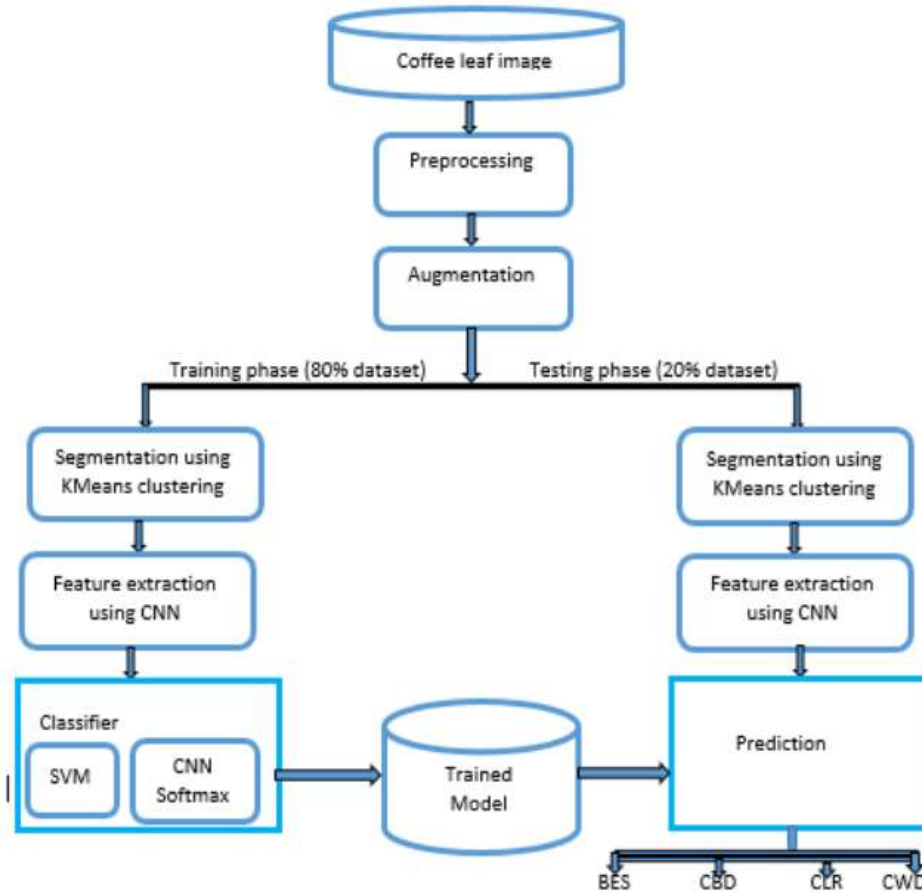 Coffee leaf image
Preprocessing
Augmentation
Training phase (80% dataset)
Testing phase (20% dataset)
Segmentation using
KMeans clustering
Segmentation using
KMeans clustering
Feature extraction
using CNN
Feature extraction
using CNN
Classifier
SVM
CNN
Softmax
Trained
Model
Prediction
BES
CBD
CLR
CWD